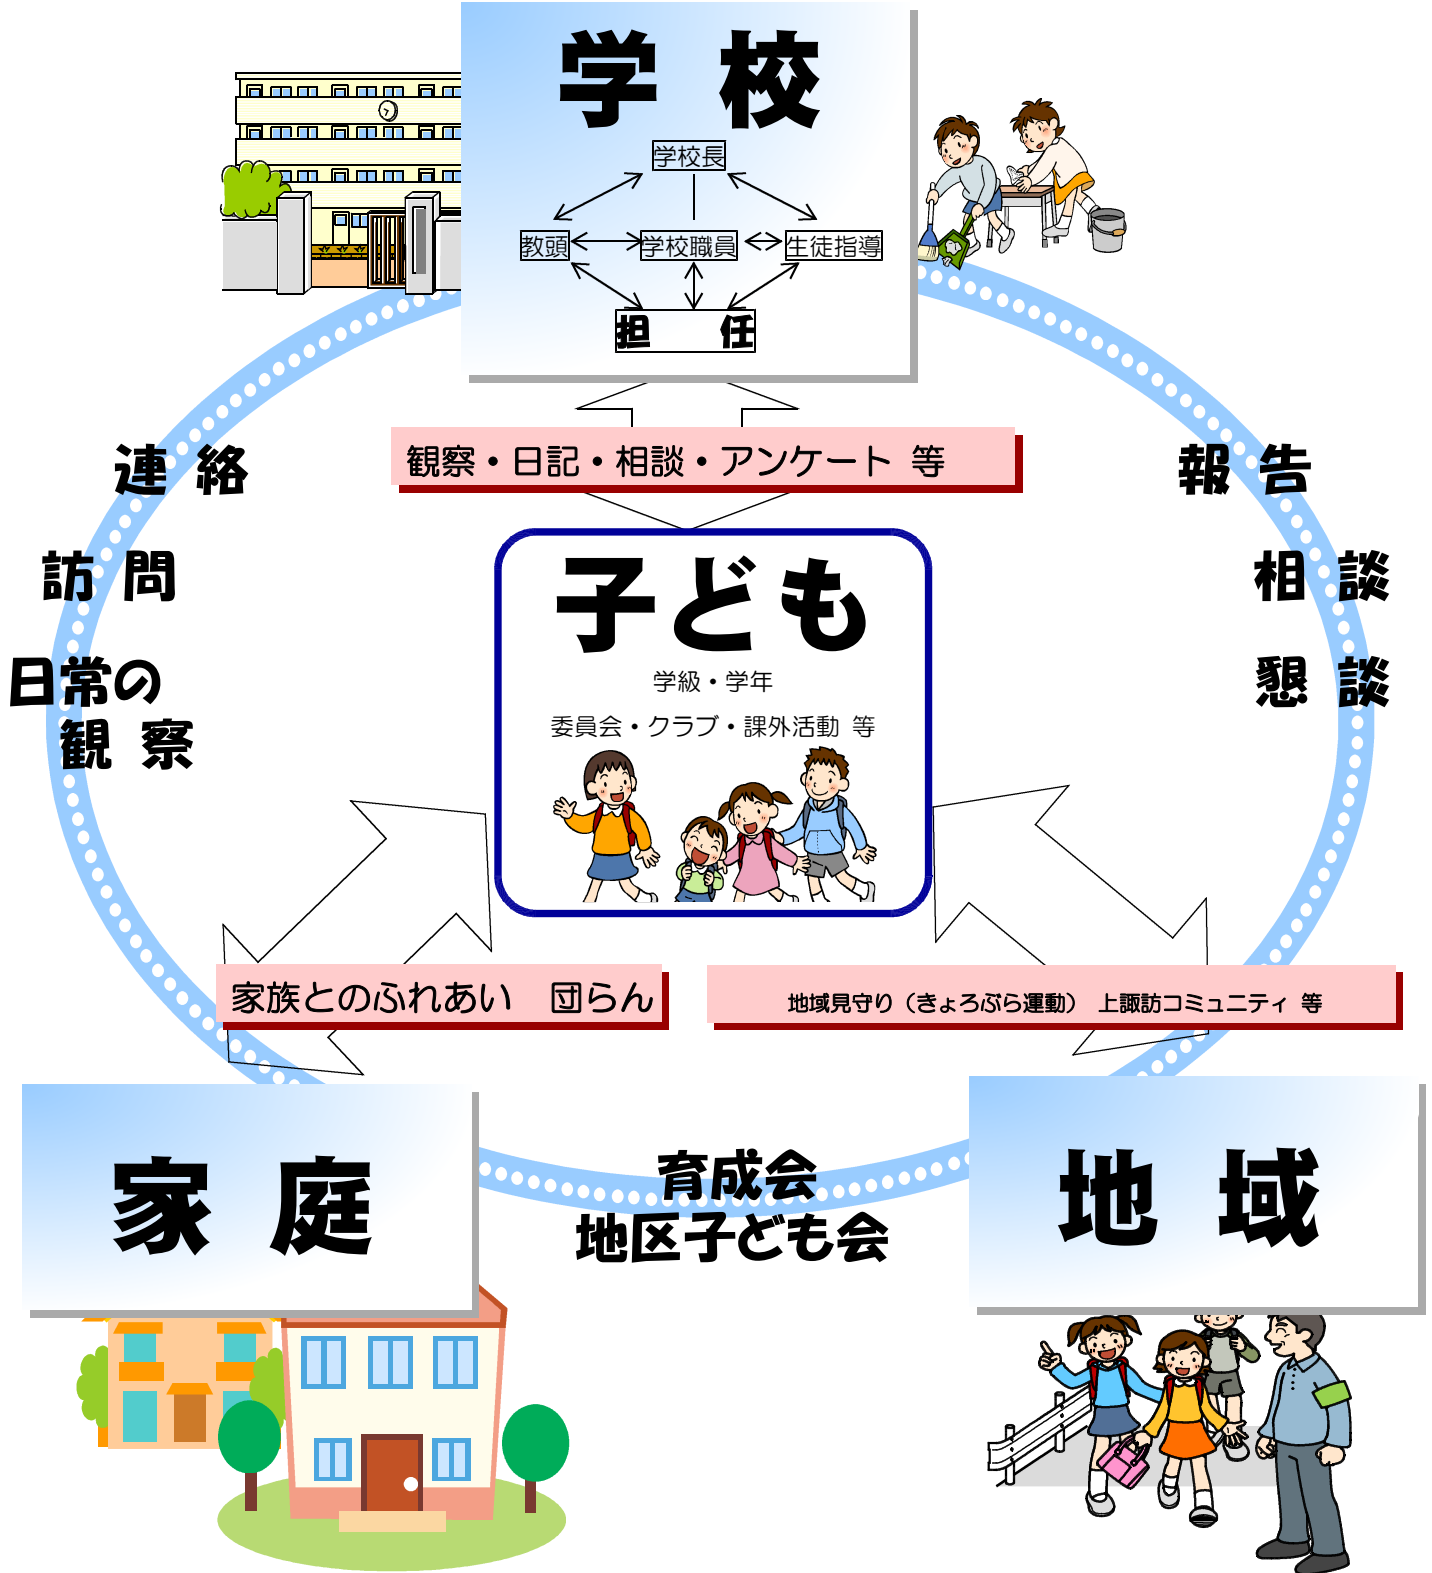 学 校
学校長
教頭
学校職員
生徒指導
担 任
観察・日記・相談・アンケート 等
連 絡
報 告
訪 問
相 談
日常の
観 察
懇 談
子ども
学級・学年
委員会・クラブ・課外活動 等
家族とのふれあい 団らん
地域見守り（きょろぶら運動） 上諏訪コミュニティ 等
家 庭
育成会
地区子ども会
地 域